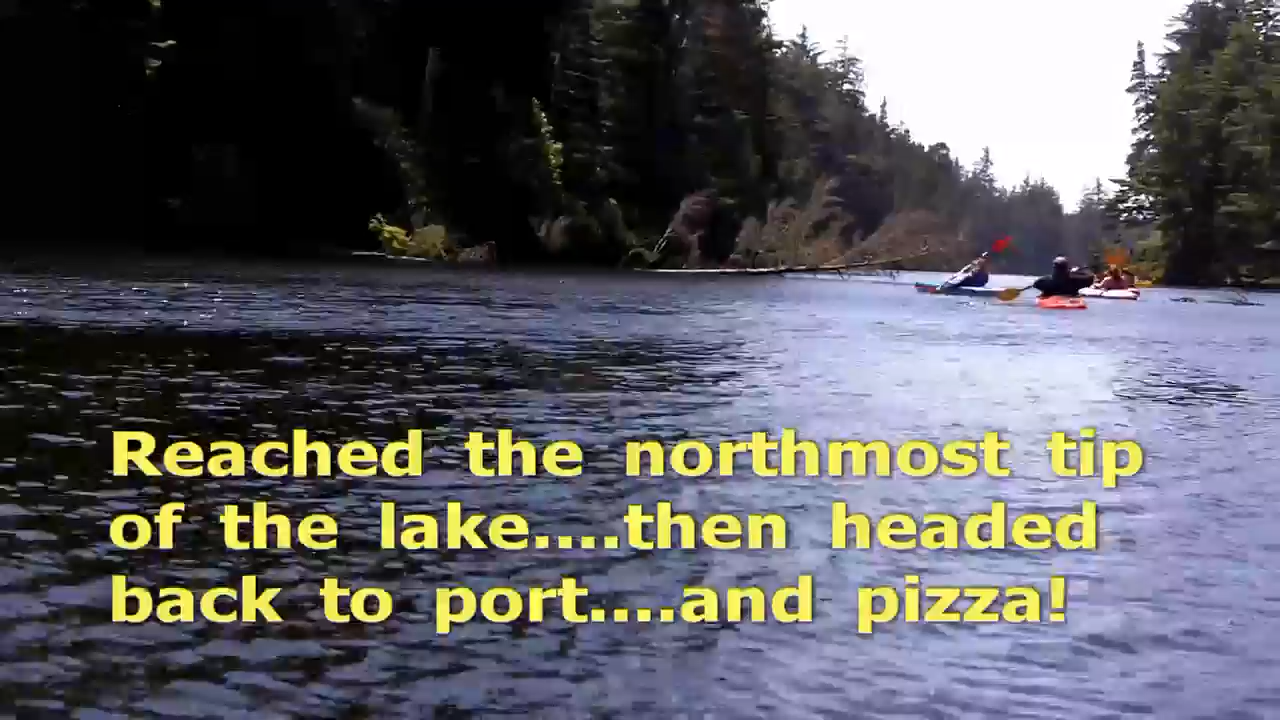 Reached the northmost tip
of the lake....then headed
back to port....and pizza!